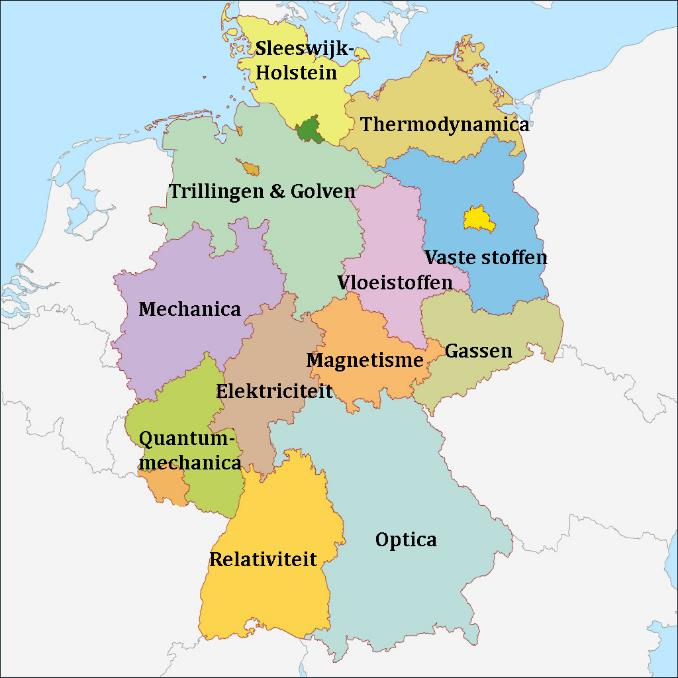 Sleeswijk-
Holstein
Thermodynamica
Trillingen & Golven
Vaste stoffen
Vloeistoffen
Mechanica
Gassen
Magnetisme
Elektriciteit
Quantum-
mechanica
Optica
Relativiteit